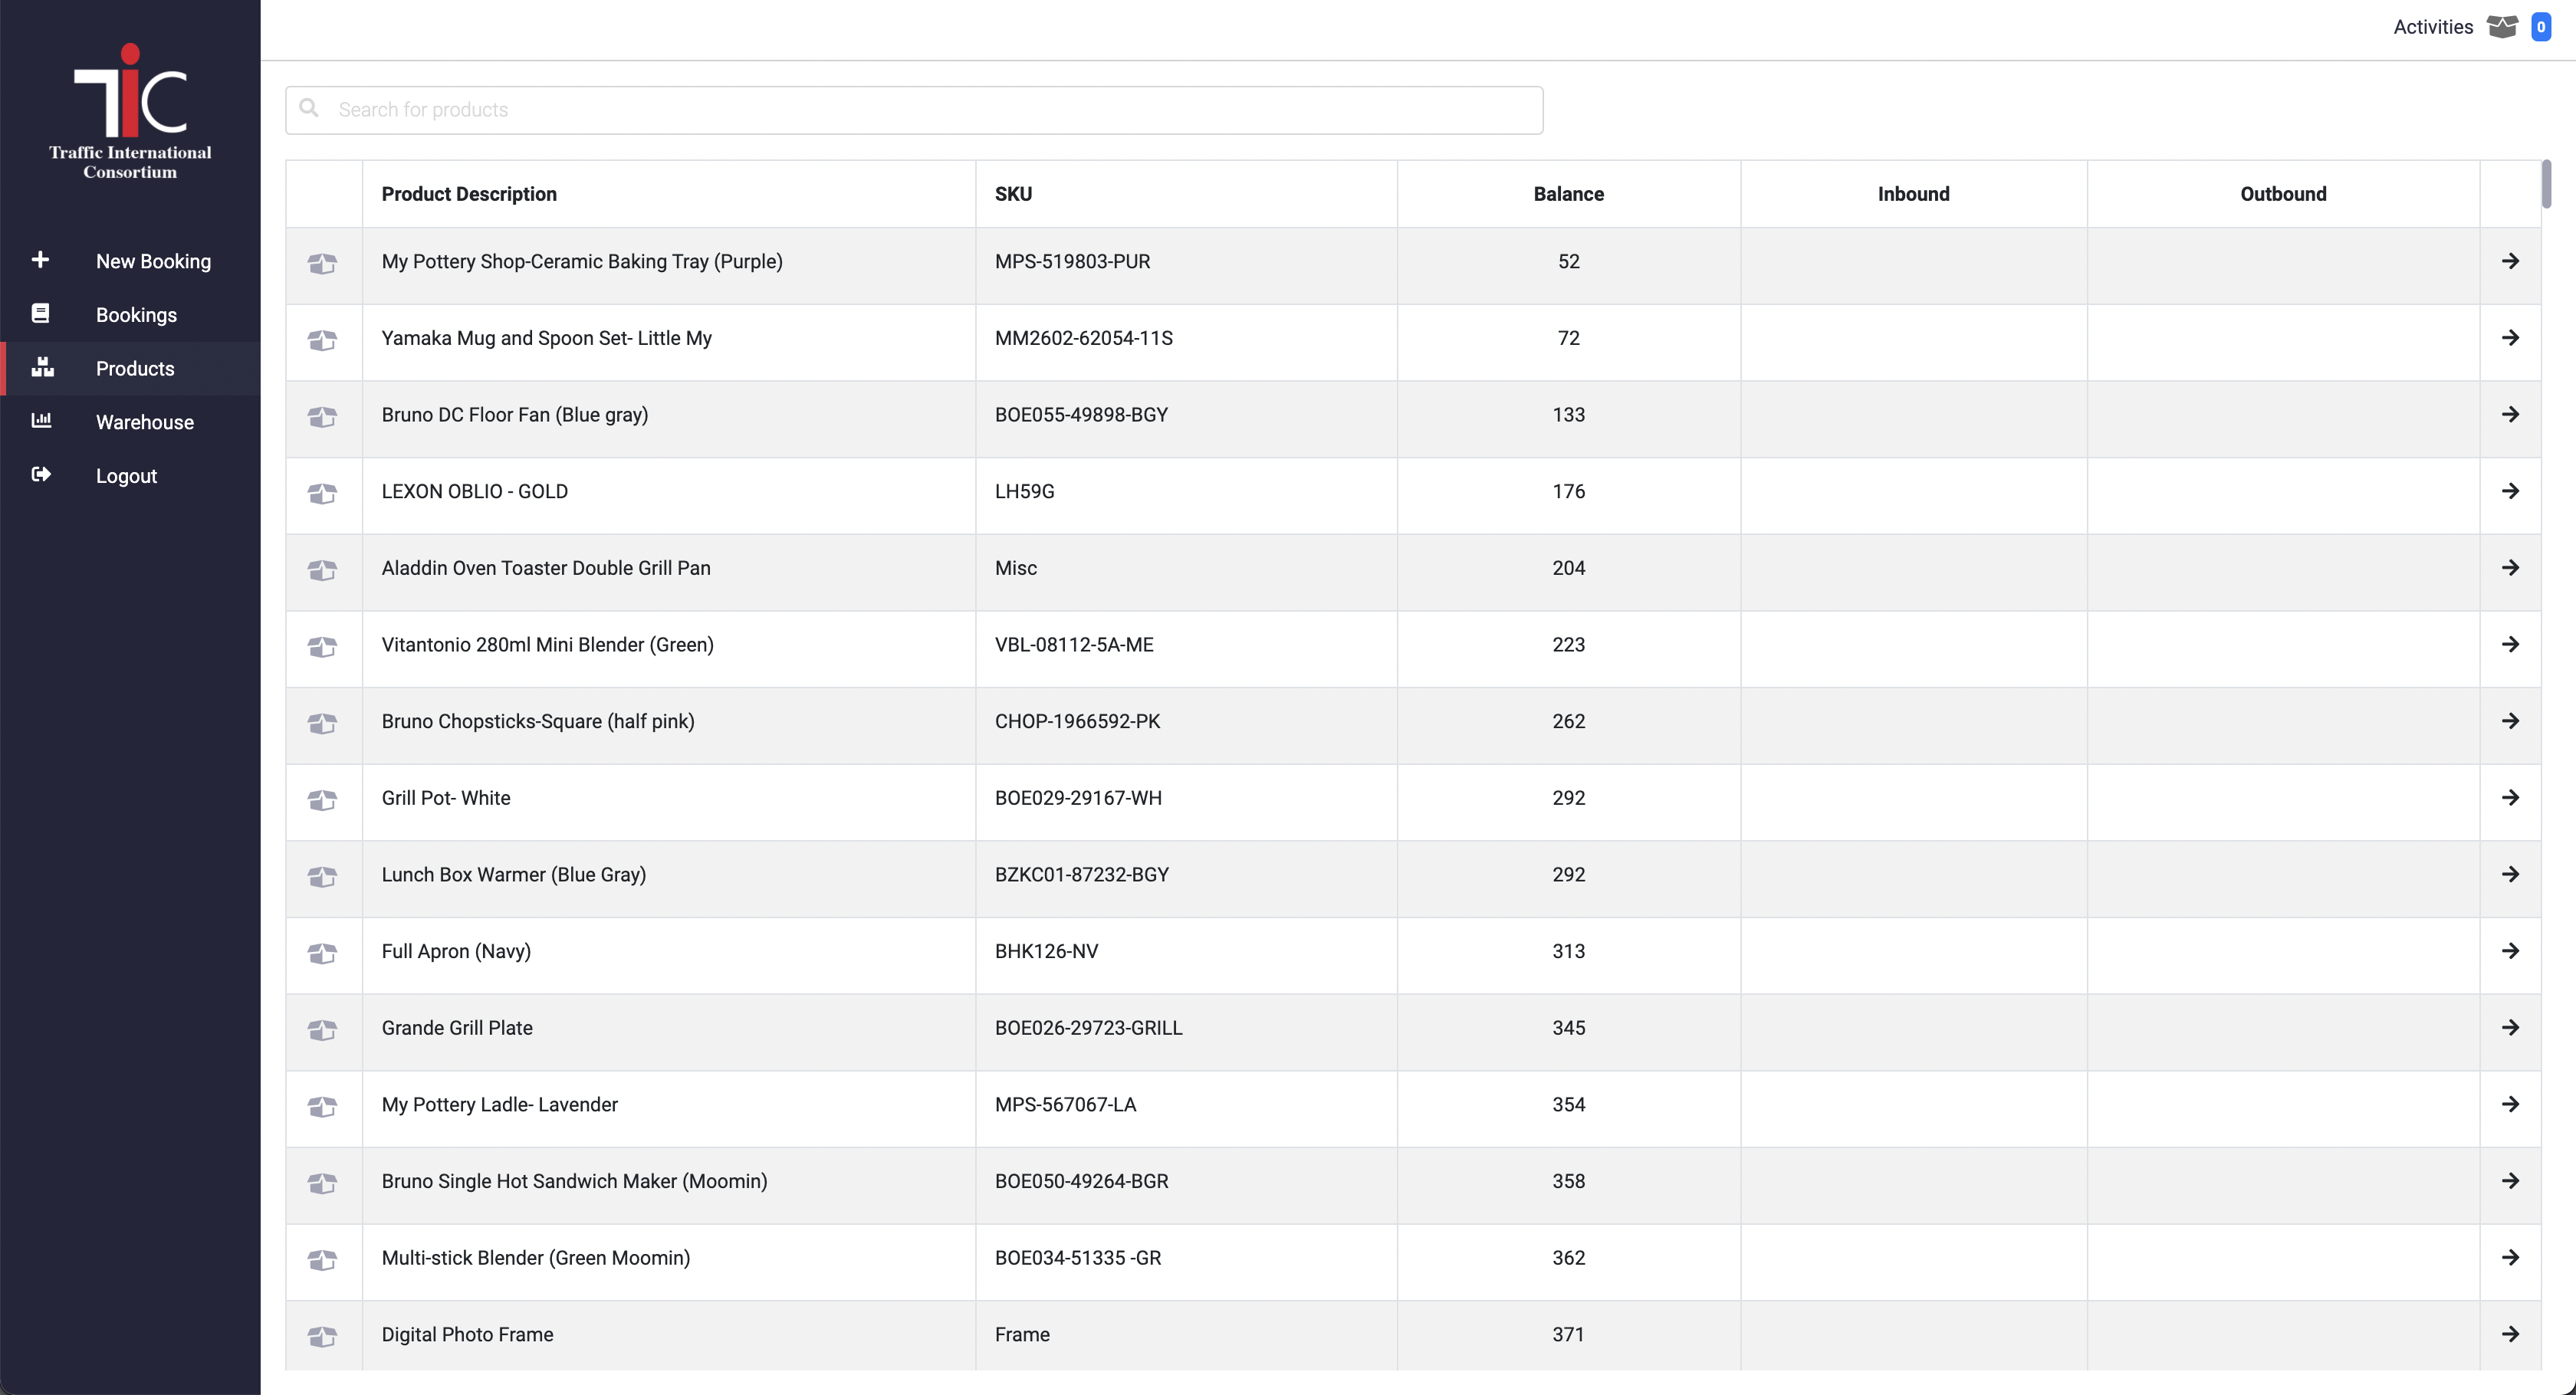 Activities 0
TiC
Traffic International
Consortium
New Booking
Bookings
Products
Warehouse
Logout
Search for products
Product Description SKU Balance Inbound Outbound
My Pottery Shop-Ceramic Baking Tray (Purple) MPS-519803-PUR 52
Yamaka Mug and Spoon Set- Little My MM2602-62054-11S 72
Bruno DC Floor Fan (Blue gray) BOE055-49898-BGY 133
LEXON OBLIO - GOLD LH59G 176
Aladdin Oven Toaster Double Grill Pan Misc 204
Vitantonio 280ml Mini Blender (Green) VBL-08112-5A-ME 223
Bruno Chopsticks-Square (half pink) CHOP-1966592-PK 262
Grill Pot- White BOE029-29167-WH 292
Lunch Box Warmer (Blue Gray) BZKC01-87232-BGY 292
Full Apron (Navy) BHK126-NV 313
Grande Grill Plate BOE026-29723-GRILL 345
My Pottery Ladle- Lavender MPS-567067-LA 354
Bruno Single Hot Sandwich Maker (Moomin) BOE050-49264-BGR 358
Multi-stick Blender (Green Moomin) BOE034-51335 -GR 362
Digital Photo Frame Frame 371